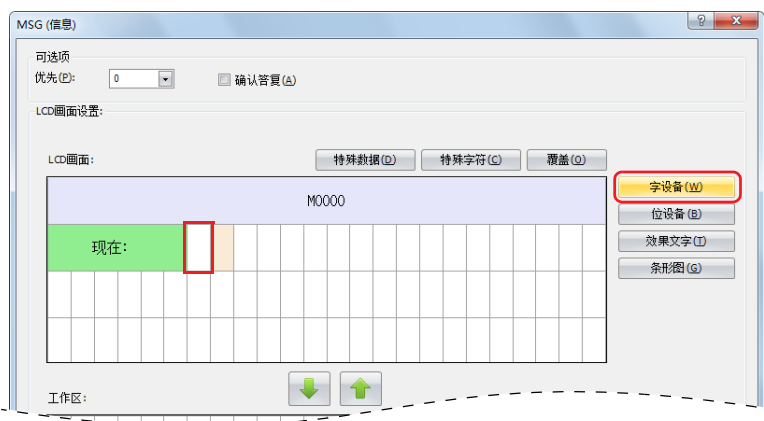 MSG (信息)
可选项
优先(P): 0 确认答复(A)
LCD画面设置:
LCD画面: 特殊数据(D) 特殊字符(C) 覆盖(O)
M0000
字设备(W)
位设备(B)
现在:
效果文字(T)
条形图(G)
工作区: